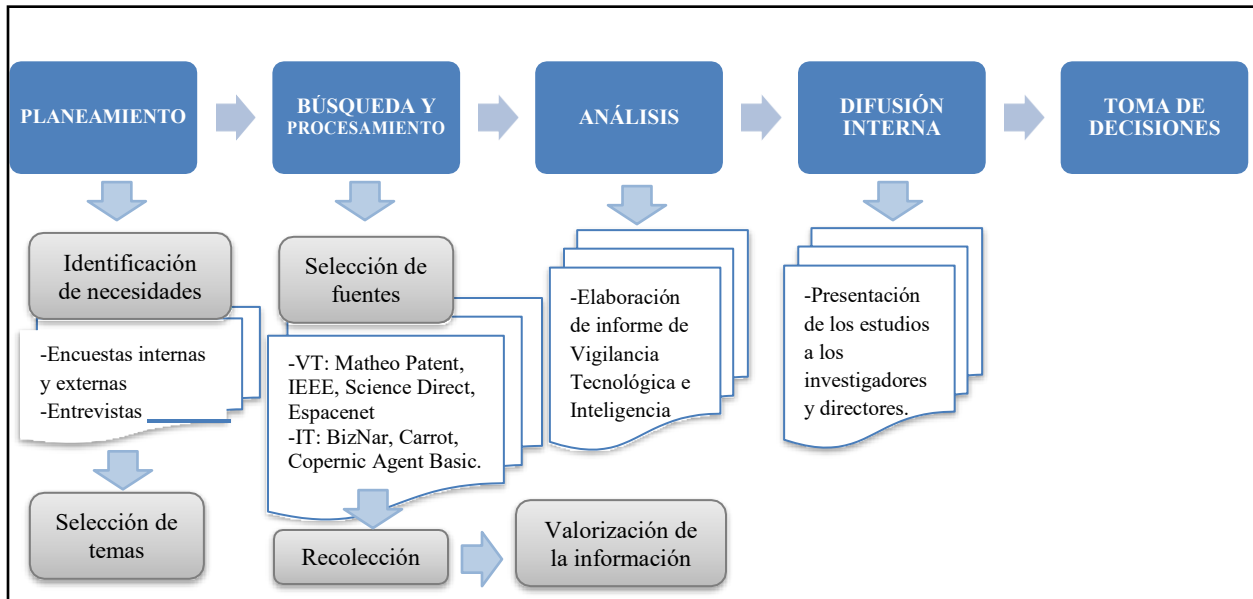 PLANEAMIENTO
BÚSQUEDA Y
PROCESAMIENTO
ANÁLISIS
DIFUSIÓN
INTERNA
TOMA DE
DECISIONES
Identificación
de necesidades
-Encuestas internas
y externas
-Entrevistas
Selección de
temas
Selección de
fuentes
-VT: Matheo Patent,
IEEE, Science Direct,
Espacenet
-IT: BizNar, Carrot,
Copernic Agent Basic.
Recolección
Valorización de
la información
-Elaboración
de informe de
Vigilancia
Tecnológica e
Inteligencia
-Presentación
de los estudios
a los
investigadores
y directores.